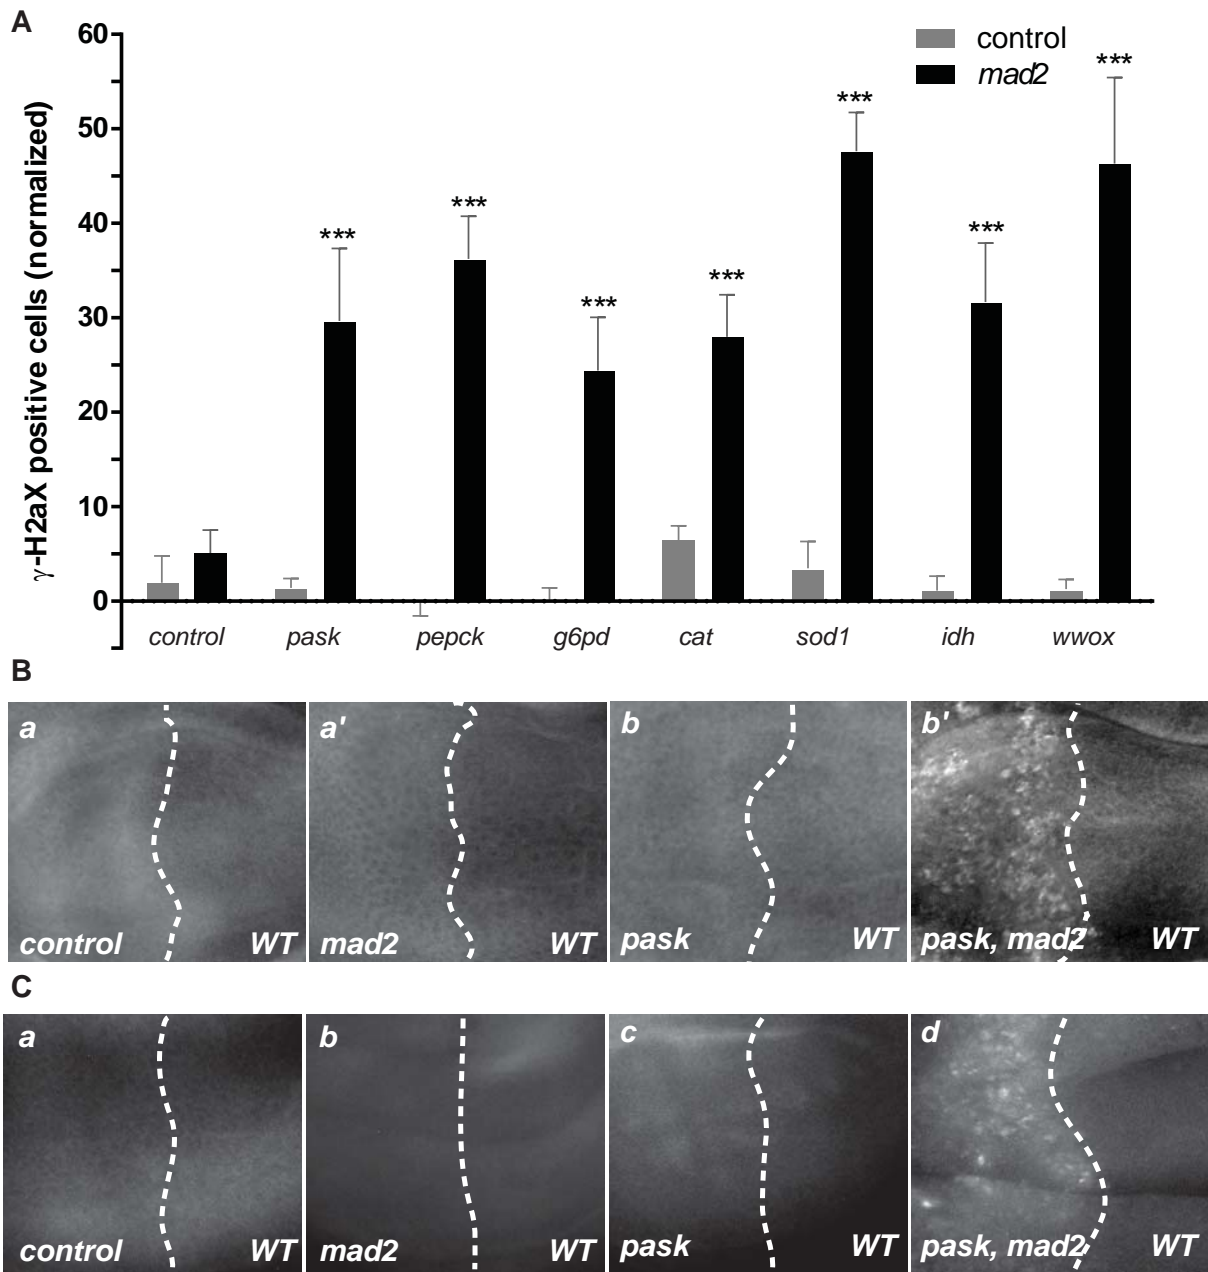 A
γ-H2aX positive cells (normalized)
60
50
40
30
20
10
0
control
mad2
***
***
***
***
***
***
***
control pask pepck g6pd cat sod1 idh wwox
B
a a' b b'
control WT mad2 WT pask WT pask, mad2 WT
C
a b c d
control WT mad2 WT pask WT pask, mad2 WT